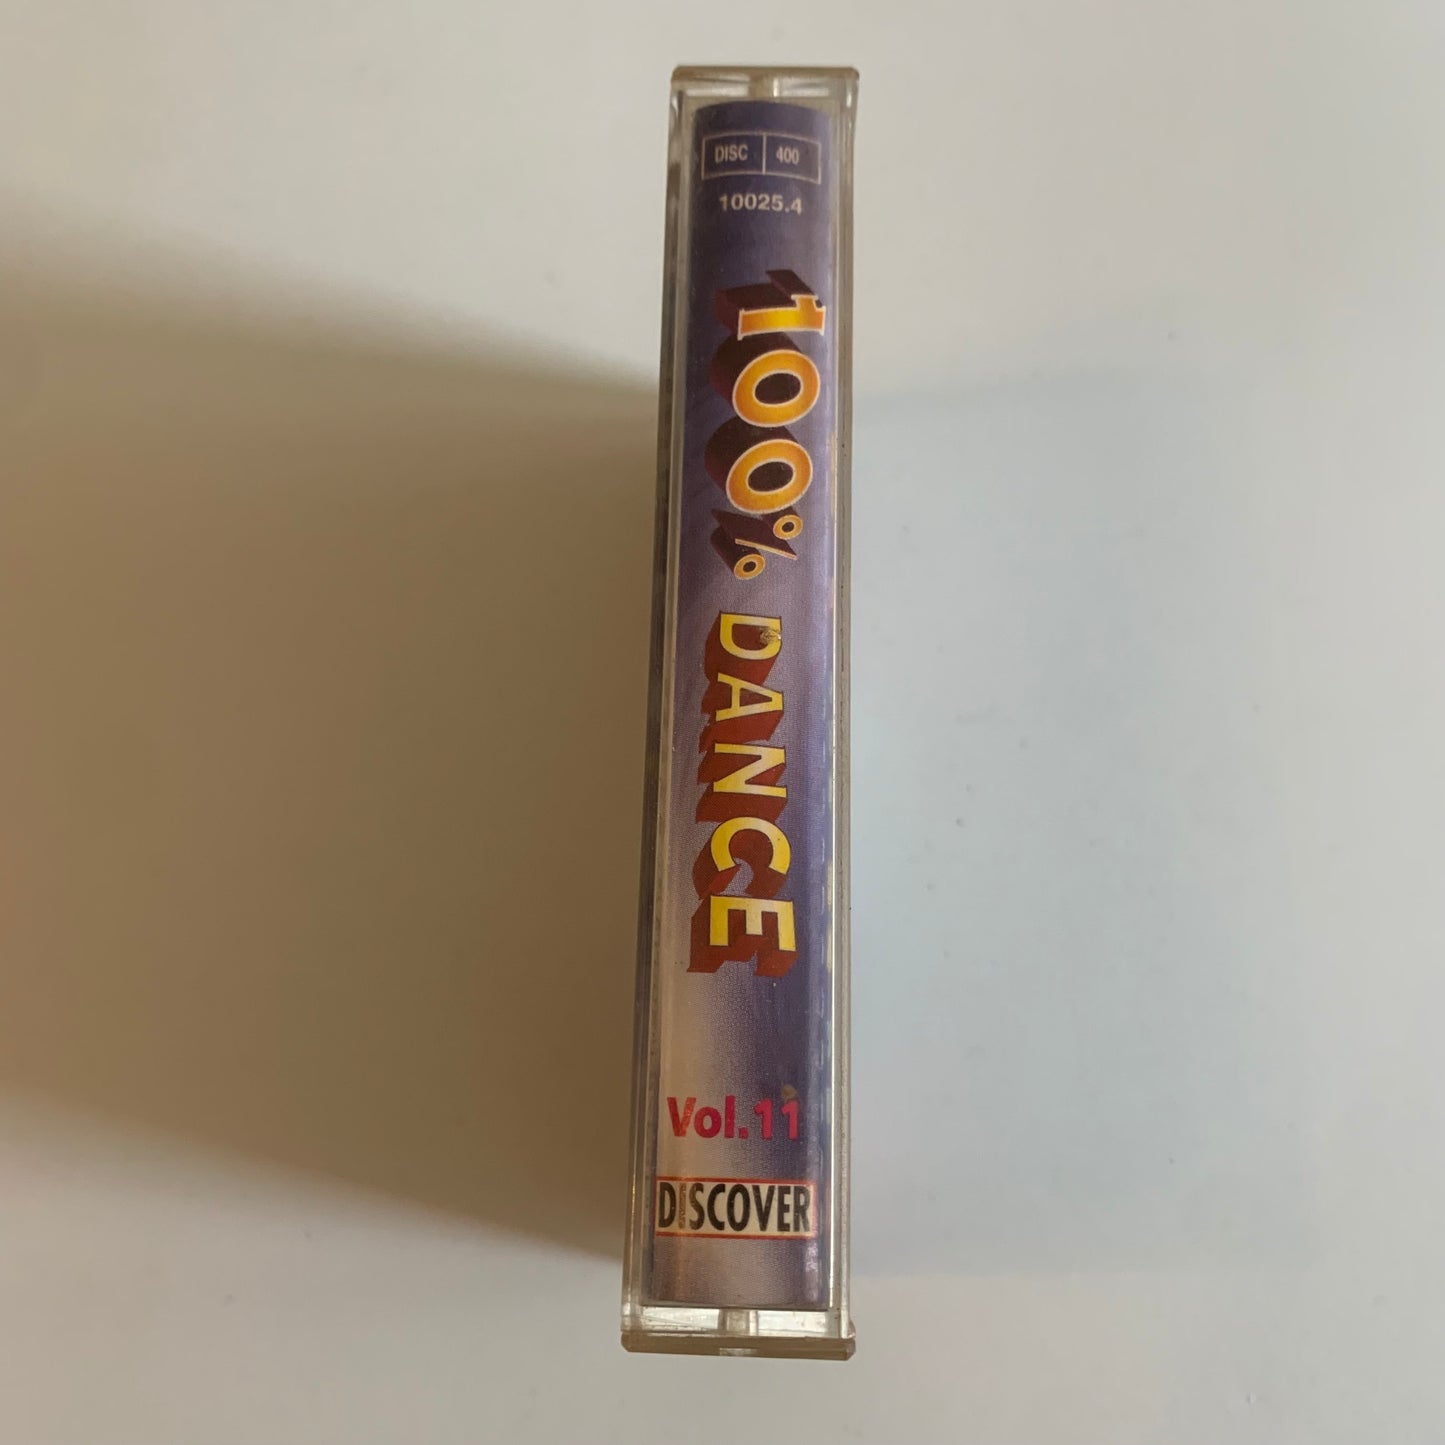 DISC 400
10025.4
100% DANCE
Vol.11
DISCOVER